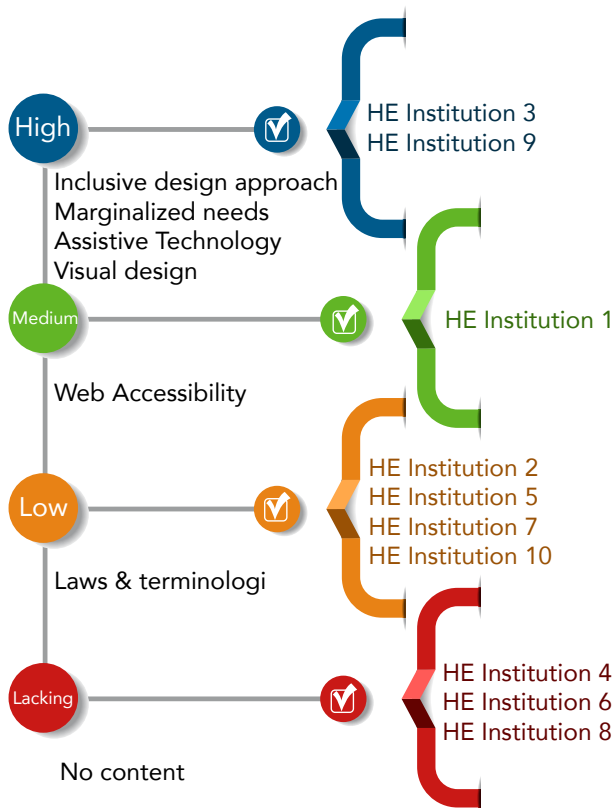 High
HE Institution 3
HE Institution 9
Inclusive design approach
Marginalized needs
Assistive Technology
Visual design
Medium
HE Institution 1
Web Accessibility
Low
HE Institution 2
HE Institution 5
HE Institution 7
HE Institution 10
Laws & terminologi
Lacking
HE Institution 4
HE Institution 6
HE Institution 8
No content